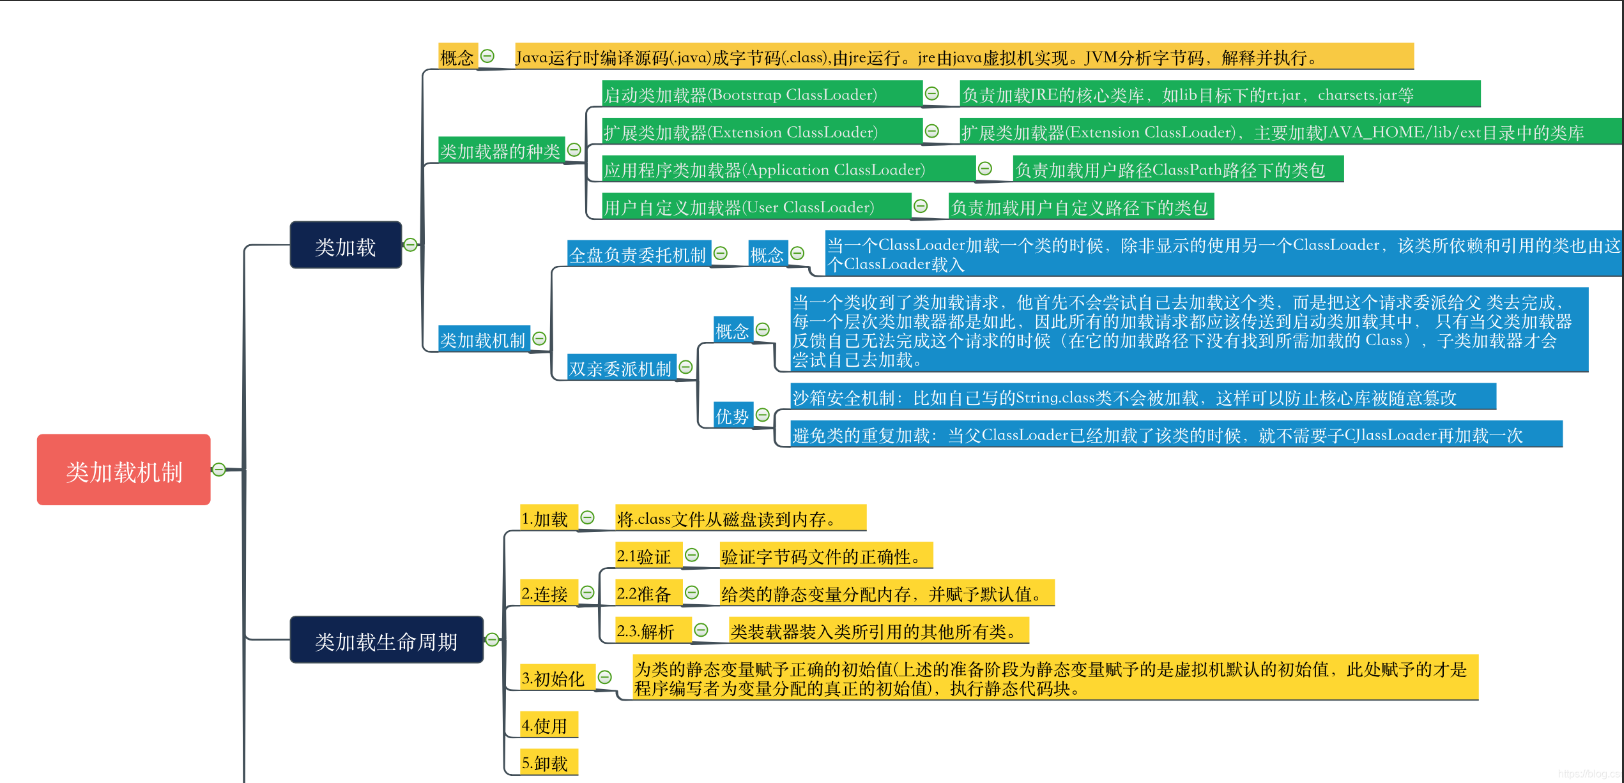 类加载机制
类加载
概念
Java运行时编译源码(.java)成字节码(.class),由jre运行。jre由java虚拟机实现。JVM分析字节码，解释并执行。
类加载器的种类
启动类加载器(Bootstrap ClassLoader)
负责加载JRE的核心类库，如lib目标下的rt.jar，charsets.jar等
扩展类加载器(Extension ClassLoader)
扩展类加载器(Extension ClassLoader)，主要加载JAVA_HOME/lib/ext目录中的类库
应用程序类加载器(Application ClassLoader)
负责加载用户路径ClassPath路径下的类包
用户自定义加载器(User ClassLoader)
负责加载用户自定义路径下的类包
类加载机制
全盘负责委托机制
概念
当一个ClassLoader加载一个类的时候，除非显示的使用另一个ClassLoader，该类所依赖和引用的类也由这
个ClassLoader载入
双亲委派机制
概念
当一个类收到了类加载请求，他首先不会尝试自己去加载这个类，而是把这个请求委派给父 类去完成，
每一个层次类加载器都是如此，因此所有的加载请求都应该传送到启动类加载其中， 只有当父类加载器
反馈自己无法完成这个请求的时候（在它的加载路径下没有找到所需加载的 Class），子类加载器才会
尝试自己去加载。
优势
沙箱安全机制：比如自己写的String.class类不会被加载，这样可以防止核心库被随意篡改
避免类的重复加载：当父ClassLoader已经加载了该类的时候，就不需要子CJlassLoader再加载一次
类加载生命周期
1.加载
将.class文件从磁盘读到内存。
2.连接
2.1验证
验证字节码文件的正确性。
2.2准备
给类的静态变量分配内存，并赋予默认值。
2.3.解析
类装载器装入类所引用的其他所有类。
3.初始化
为类的静态变量赋予正确的初始值(上述的准备阶段为静态变量赋予的是虚拟机默认的初始值，此处赋予的才是
程序编写者为变量分配的真正的初始值)，执行静态代码块。
4.使用
5.卸载